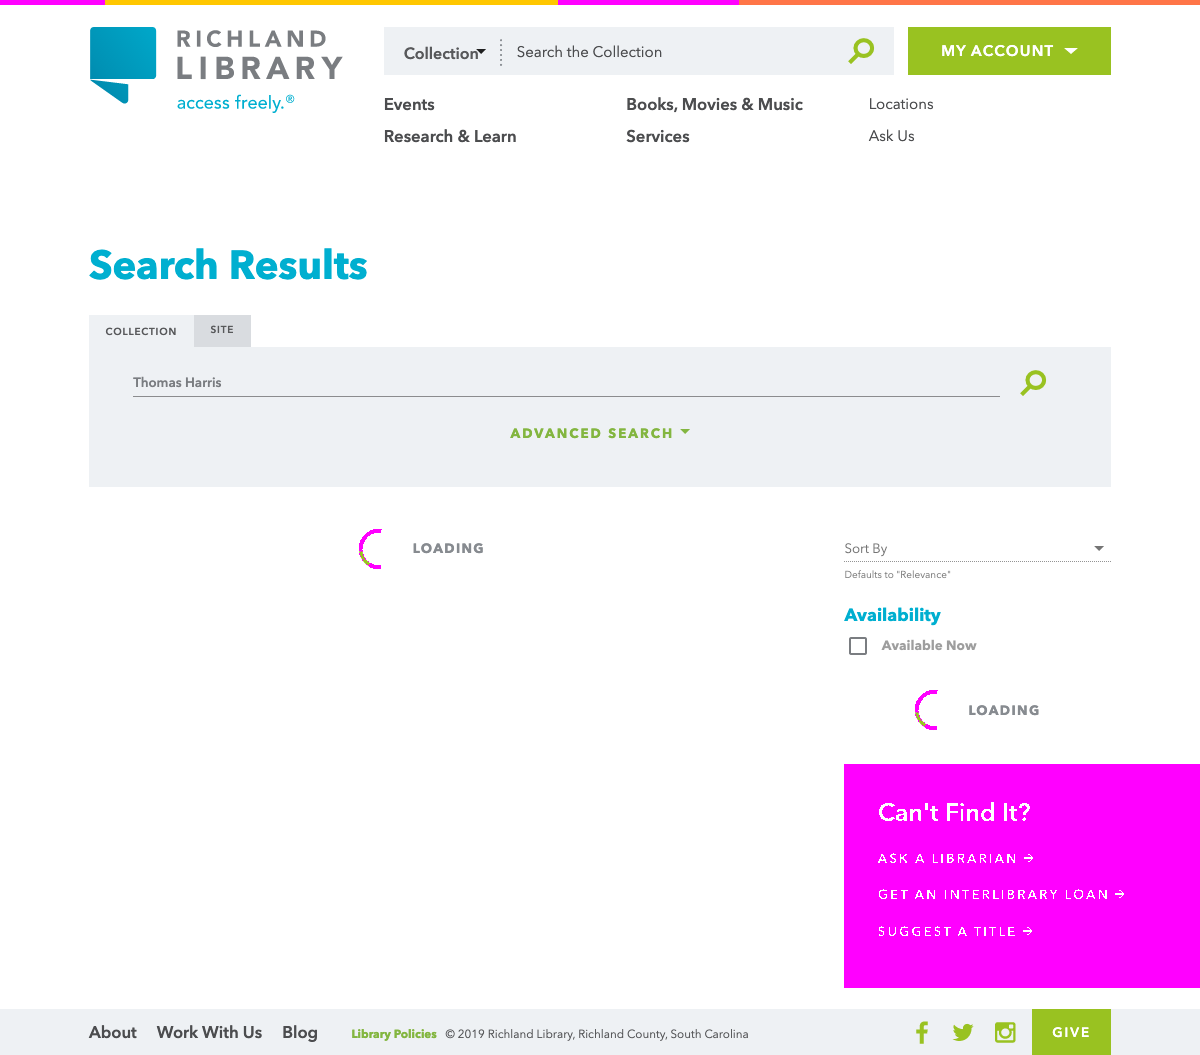 RICHLAND
LIBRARY
access freely.®
Collection
Search the Collection
MY ACCOUNT
Events
Books, Movies & Music
Locations
Research & Learn
Services
Ask Us
Search Results
COLLECTION
SITE
Thomas Harris
ADVANCED SEARCH
LOADING
Sort By
Defaults to "Relevance"
Availability
Available Now
LOADING
Can't Find It?
ASK A LIBRARIAN →
GET AN INTERLIBRARY LOAN →
SUGGEST A TITLE →
About
Work With Us
Blog
Library Policies
© 2019 Richland Library, Richland County, South Carolina
GIVE